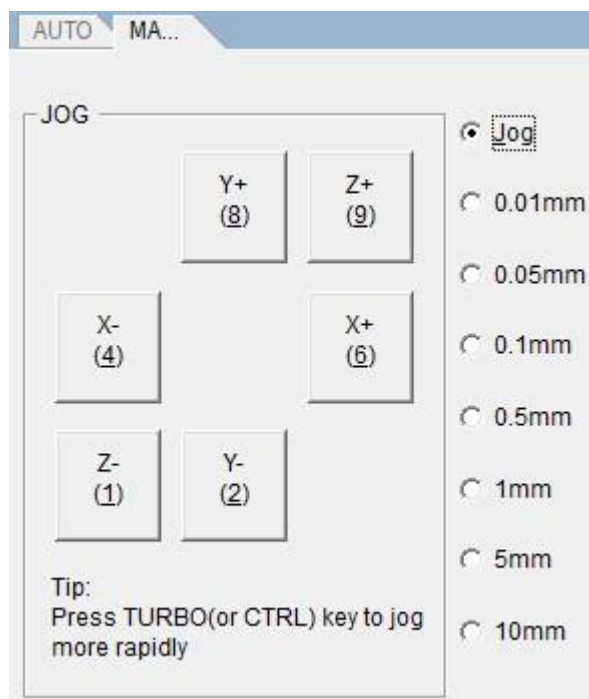 AUTO MA...
JOG
Jog
Y+
(8)
Z+
(9)
0.01mm
0.05mm
X-
(4)
X+
(6)
0.1mm
0.5mm
Z-
(1)
Y-
(2)
1mm
5mm
Tip:
Press TURBO(or CTRL) key to jog
more rapidly
10mm